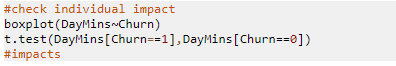 #check individual impact
boxplot(DayMins~Churn)
t.test(DayMins[Churn==1],DayMins[Churn==0])
#impacts